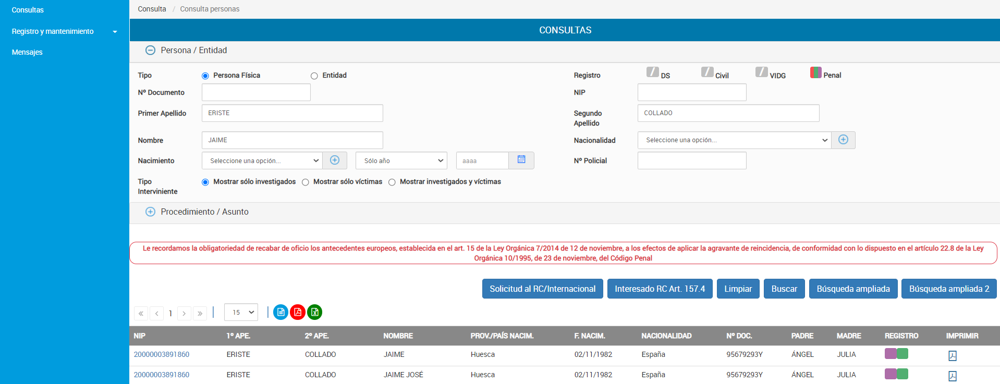 Consultas
Registro y mantenimiento
Mensajes
Consulta / Consulta personas
CONSULTAS
Persona / Entidad
Tipo Persona Física Entidad Registro DS Civil VIDG Penal
Nº Documento NIP
Primer Apellido ERISTE Segundo Apellido COLLADO
Nombre JAIME Nacionalidad Seleccione una opción...
Nacimiento Seleccione una opción... Sólo año aaaa Nº Policial
Tipo Interviniente Mostrar sólo investigados Mostrar sólo víctimas Mostrar investigados y víctimas
Procedimiento / Asunto
Le recordamos la obligatoriedad de recabar de oficio los antecedentes europeos, establecida en el art. 15 de la Ley Orgánica 7/2014 de 12 de noviembre, a los efectos de aplicar la agravante de reincidencia, de conformidad con lo dispuesto en el artículo 22.8 de la Ley
Orgánica 10/1995, de 23 de noviembre, del Código Penal
Solicitud al RC/Internacional Interesado RC Art. 157.4 Limpiar Buscar Búsqueda ampliada Búsqueda ampliada 2
« ‹ 1 › » 15
NIP 1º APE. 2º APE. NOMBRE PROV./PAÍS NACIM. F. NACIM. NACIONALIDAD Nº DOC. PADRE MADRE REGISTRO IMPRIMIR
20000003891860 ERISTE COLLADO JAIME Huesca 02/11/1982 España 95679293Y ÁNGEL JULIA
20000003891860 ERISTE COLLADO JAIME JOSÉ Huesca 02/11/1982 España 95679293Y ÁNGEL JULIA